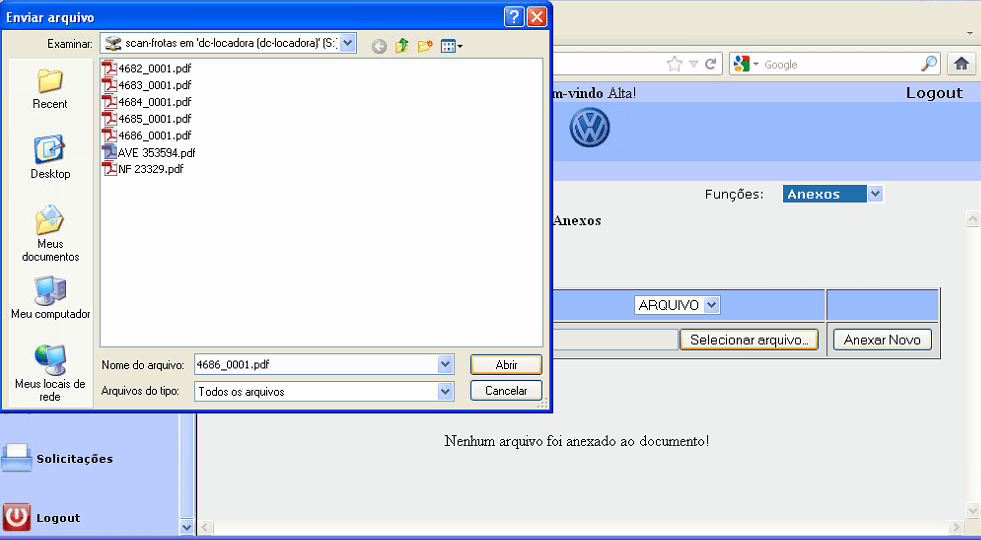 Enviar arquivo
Examinar:
scan-frotas em 'dc-locadora (dc-locadora)' (S:)
4682_0001.pdf
4683_0001.pdf
4684_0001.pdf
4685_0001.pdf
4686_0001.pdf
AVE 353594.pdf
NF 23329.pdf
Recent
Desktop
Meus
documentos
Meu computador
Meus locais de
rede
Nome do arquivo:
4686_0001.pdf
Abrir
Arquivos do tipo:
Todos os arquivos
Cancelar
Google
m-vindo Alta!
Logout
Funções:
Anexos
Anexos
ARQUIVO
Selecionar arquivo...
Anexar Novo
Nenhum arquivo foi anexado ao documento!
Solicitações
Logout